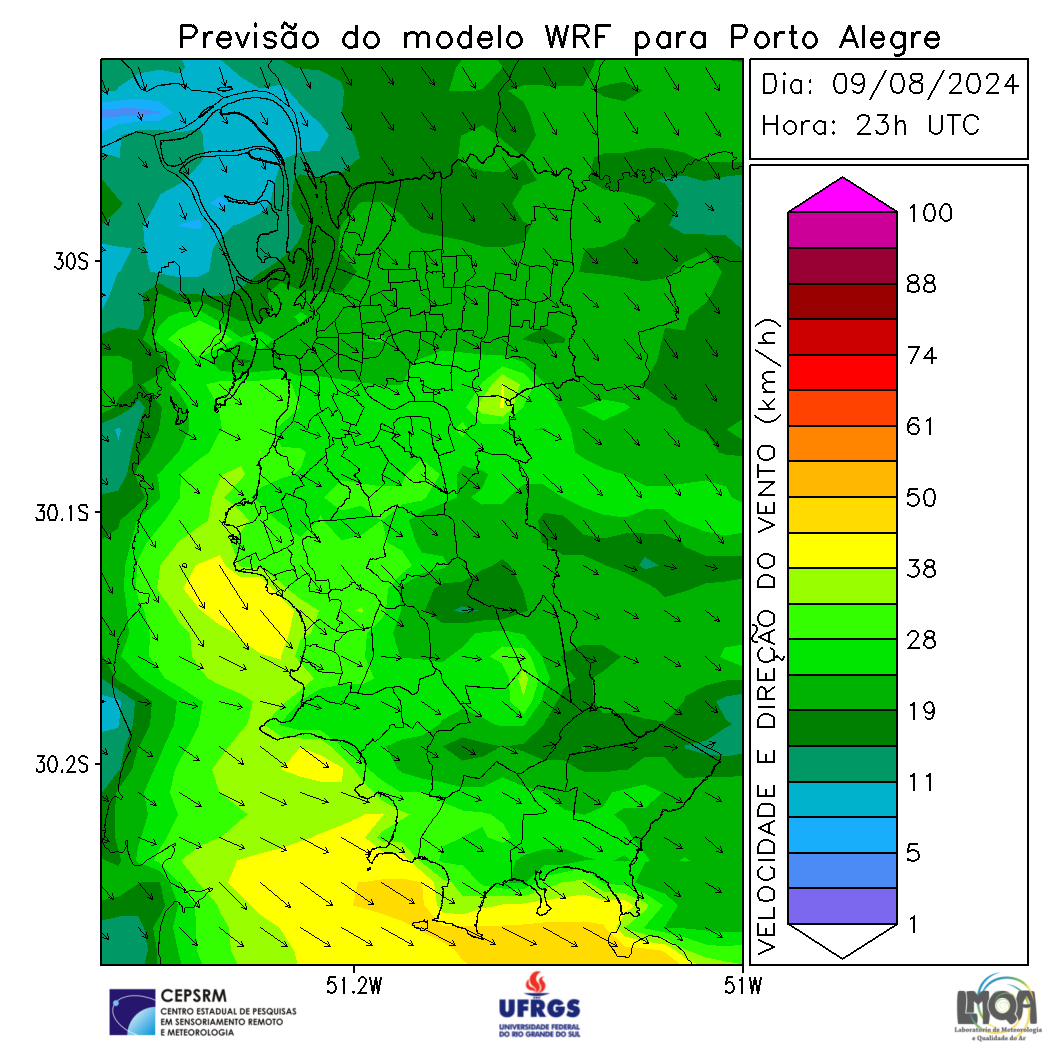 Previsão do modelo WRF para Porto Alegre
Dia: 09/08/2024
Hora: 23h UTC
30S
30.1S
30.2S
51.2W
51W
VELOCIDADE E DIREÇÃO DO VENTO (km/h)
100
88
74
61
50
38
28
19
11
5
1
CEPSRM
CENTRO ESTADUAL DE PESQUISAS
EM SENSORIAMENTO REMOTO
E METEOROLOGIA
UFRGS
UNIVERSIDADE FEDERAL
DO RIO GRANDE DO SUL
LMQA
Laboratório de Meteorologia
e Qualidade do Ar